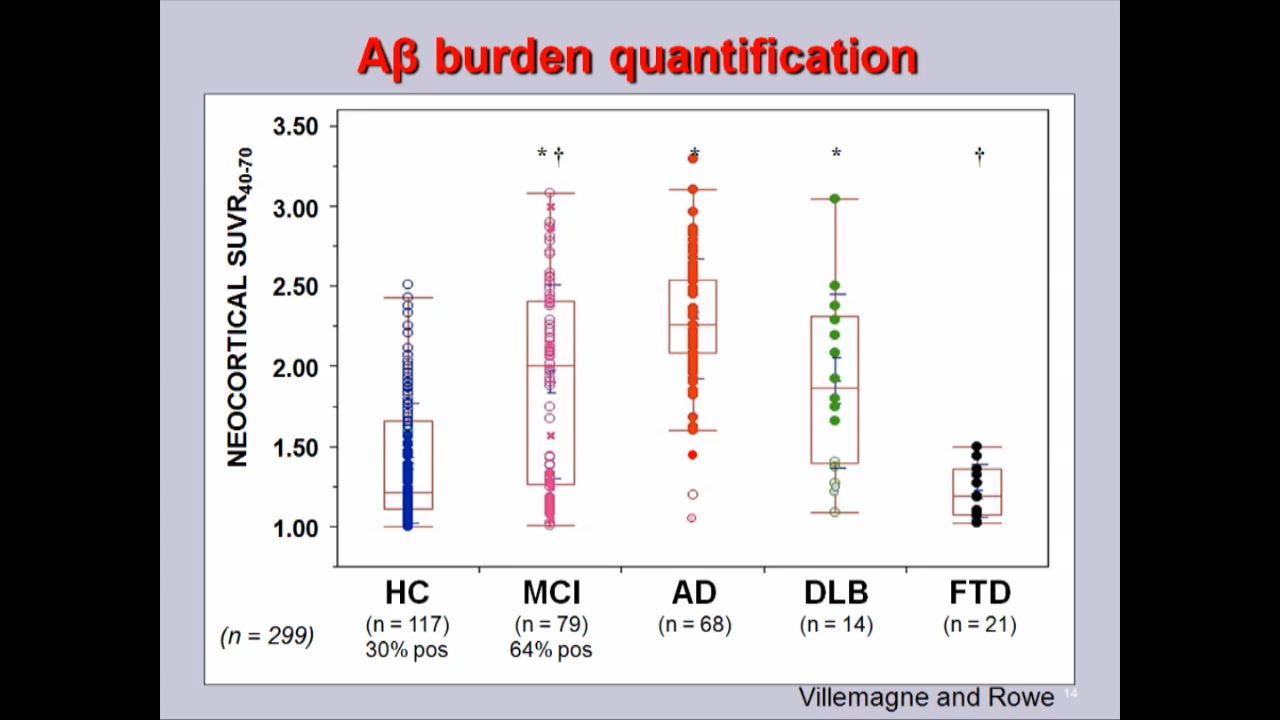 Aβ burden quantification
NEOCORTICAL SUVR40-70
3.50
3.00
2.50
2.00
1.50
1.00
* †
*
*
†
HC
MCI
AD
DLB
FTD
(n = 299)
(n = 117)
(n = 79)
(n = 68)
(n = 14)
(n = 21)
30% pos
64% pos
Villemagne and Rowe
14